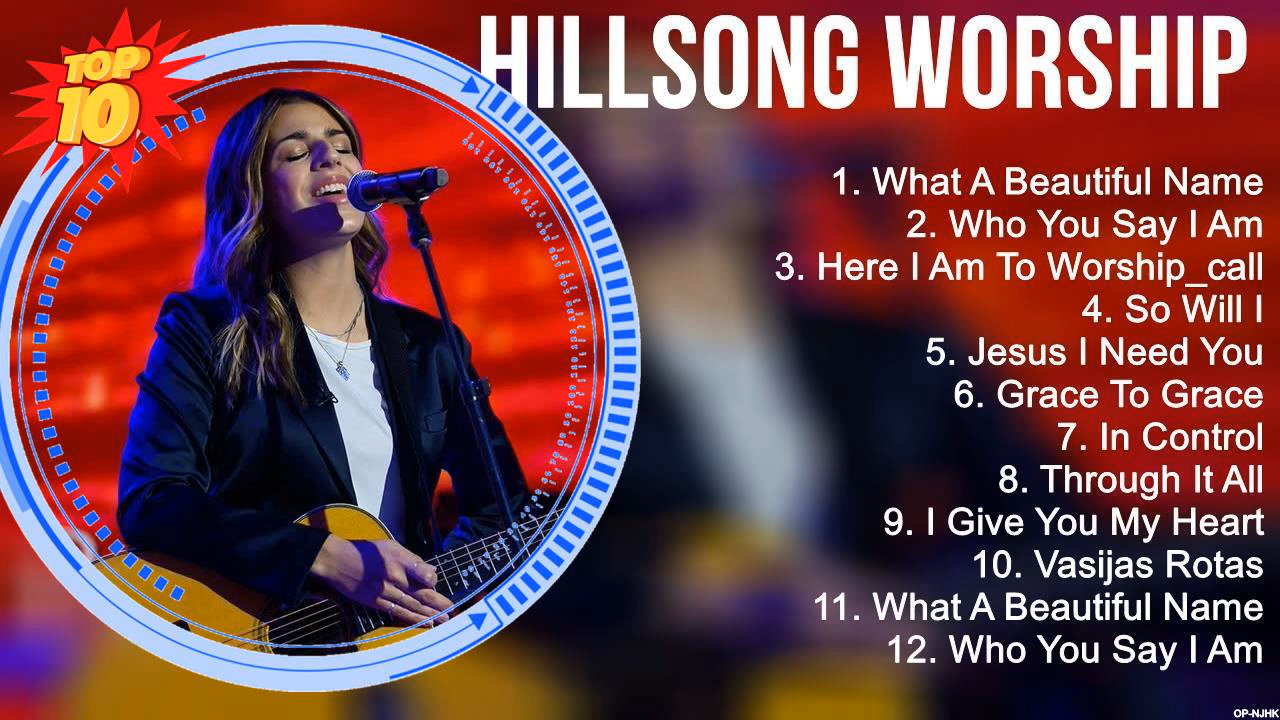 TOP
10
HILLSONG WORSHIP
1. What A Beautiful Name
2. Who You Say I Am
3. Here I Am To Worship_call
4. So Will I
5. Jesus I Need You
6. Grace To Grace
7. In Control
8. Through It All
9. I Give You My Heart
10. Vasijas Rotas
11. What A Beautiful Name
12. Who You Say I Am
OP-NJHK